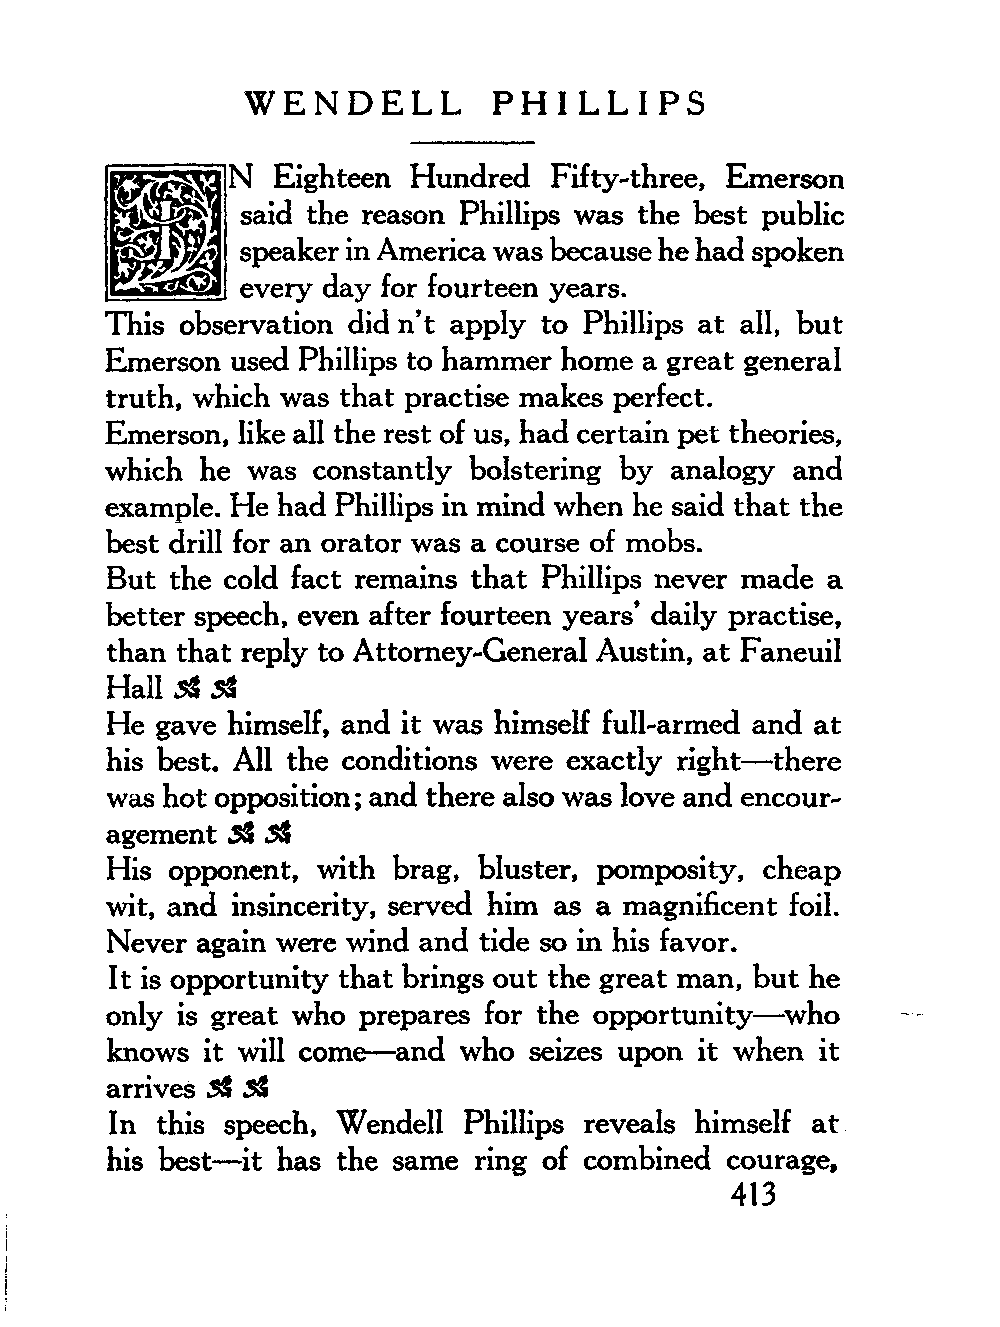 WENDELL PHILLIPS
IN Eighteen Hundred Fifty-three, Emerson
said the reason Phillips was the best public
speaker in America was because he had spoken
every day for fourteen years.
This observation did n't apply to Phillips at all, but
Emerson used Phillips to hammer home a great general
truth, which was that practise makes perfect.
Emerson, like all the rest of us, had certain pet theories,
which he was constantly bolstering by analogy and
example. He had Phillips in mind when he said that the
best drill for an orator was a course of mobs.
But the cold fact remains that Phillips never made a
better speech, even after fourteen years' daily practise,
than that reply to Attorney-General Austin, at Faneuil
Hall
He gave himself, and it was himself full-armed and at
his best. All the conditions were exactly right—there
was hot opposition; and there also was love and encour-
agement
His opponent, with brag, bluster, pomposity, cheap
wit, and insincerity, served him as a magnificent foil.
Never again were wind and tide so in his favor.
It is opportunity that brings out the great man, but he
only is great who prepares for the opportunity—who
knows it will come—and who seizes upon it when it
arrives
In this speech, Wendell Phillips reveals himself at
his best—it has the same ring of combined courage,
413